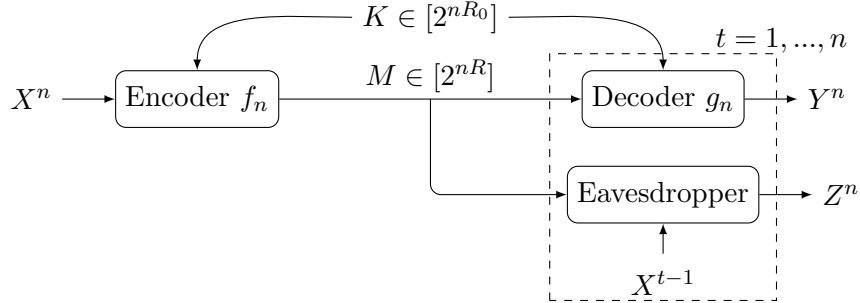 K ∈ [2^{nR_0}]
t = 1, ..., n
M ∈ [2^{nR}]
X^n
Encoder f_n
Decoder g_n
Y^n
Eavesdropper
Z^n
X^{t−1}